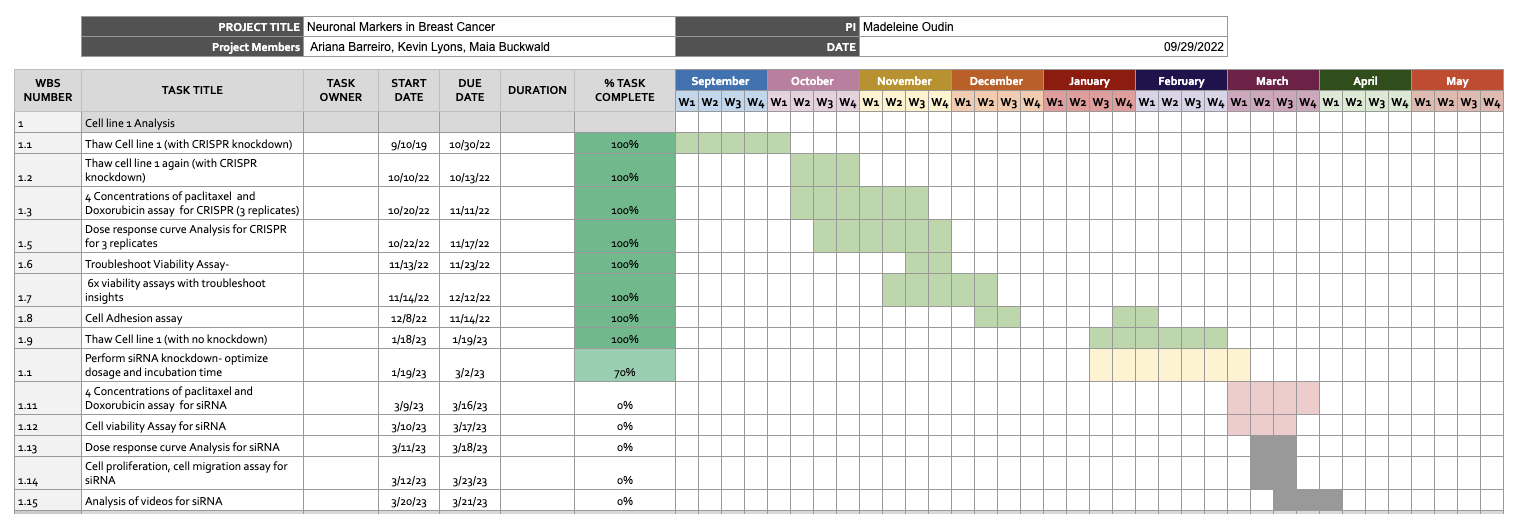 PROJECT TITLE Neuronal Markers in Breast Cancer PI Madeleine Oudin
Project Members Ariana Barreiro, Kevin Lyons, Maia Buckwald DATE 09/29/2022
WBS NUMBER TASK TITLE TASK OWNER START DATE DUE DATE DURATION % TASK COMPLETE September October November December January February March April May
W1 W2 W3 W4 W1 W2 W3 W4 W1 W2 W3 W4 W1 W2 W3 W4 W1 W2 W3 W4 W1 W2 W3 W4 W1 W2 W3 W4 W1 W2 W3 W4 W1 W2 W3 W4
1 Cell line 1 Analysis
1.1 Thaw Cell line 1 (with CRISPR knockdown) 9/10/19 10/30/22 100%
Thaw cell line 1 again (with CRISPR
1.2 knockdown) 10/10/22 10/13/22 100%
4 Concentrations of paclitaxel and
1.3 Doxorubicin assay for CRISPR (3 replicates) 10/20/22 11/11/22 100%
Dose response curve Analysis for CRISPR
1.5 for 3 replicates 10/22/22 11/17/22 100%
1.6 Troubleshoot Viability Assay- 11/13/22 11/23/22 100%
6x viability assays with troubleshoot
1.7 insights 11/14/22 12/12/22 100%
1.8 Cell Adhesion assay 12/8/22 11/14/22 100%
1.9 Thaw Cell line 1 (with no knockdown) 1/18/23 1/19/23 100%
Perform siRNA knockdown- optimize
1.1 dosage and incubation time 1/19/23 3/2/23 70%
4 Concentrations of paclitaxel and
1.11 Doxorubicin assay for siRNA 3/9/23 3/16/23 0%
1.12 Cell viability Assay for siRNA 3/10/23 3/17/23 0%
1.13 Dose response curve Analysis for siRNA 3/11/23 3/18/23 0%
Cell proliferation, cell migration assay for
1.14 siRNA 3/12/23 3/23/23 0%
1.15 Analysis of videos for siRNA 3/20/23 3/21/23 0%